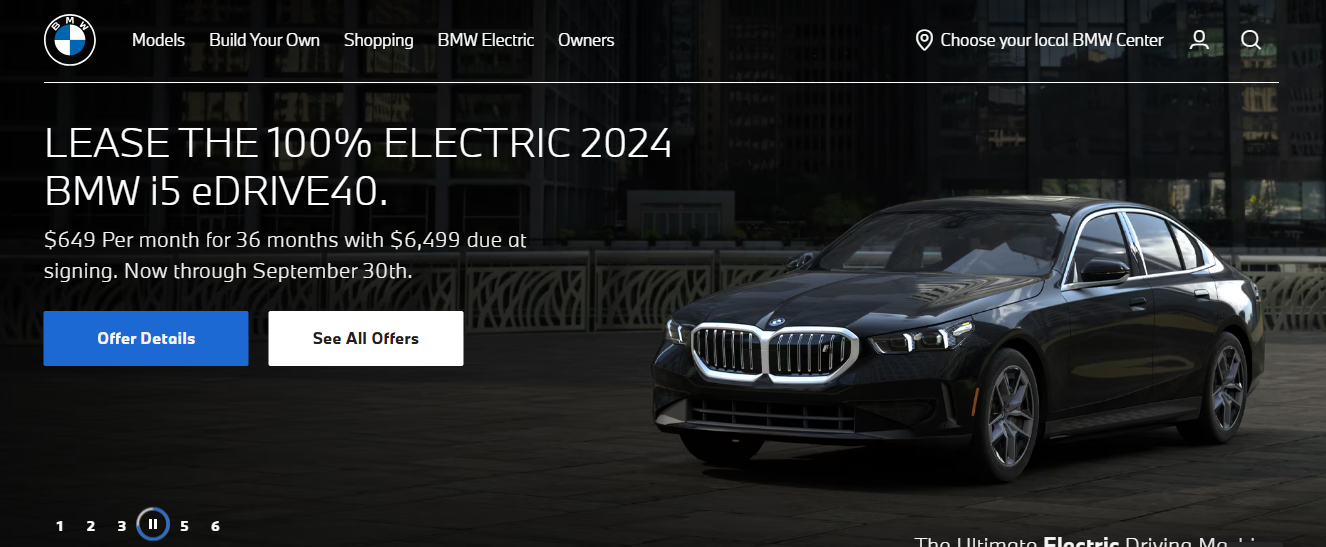 BMW
Models Build Your Own Shopping BMW Electric Owners Choose your local BMW Center
LEASE THE 100% ELECTRIC 2024
BMW i5 eDRIVE40.
$649 Per month for 36 months with $6,499 due at
signing. Now through September 30th.
Offer Details See All Offers
1 2 3 5 6
The Ultimate Electric Driving